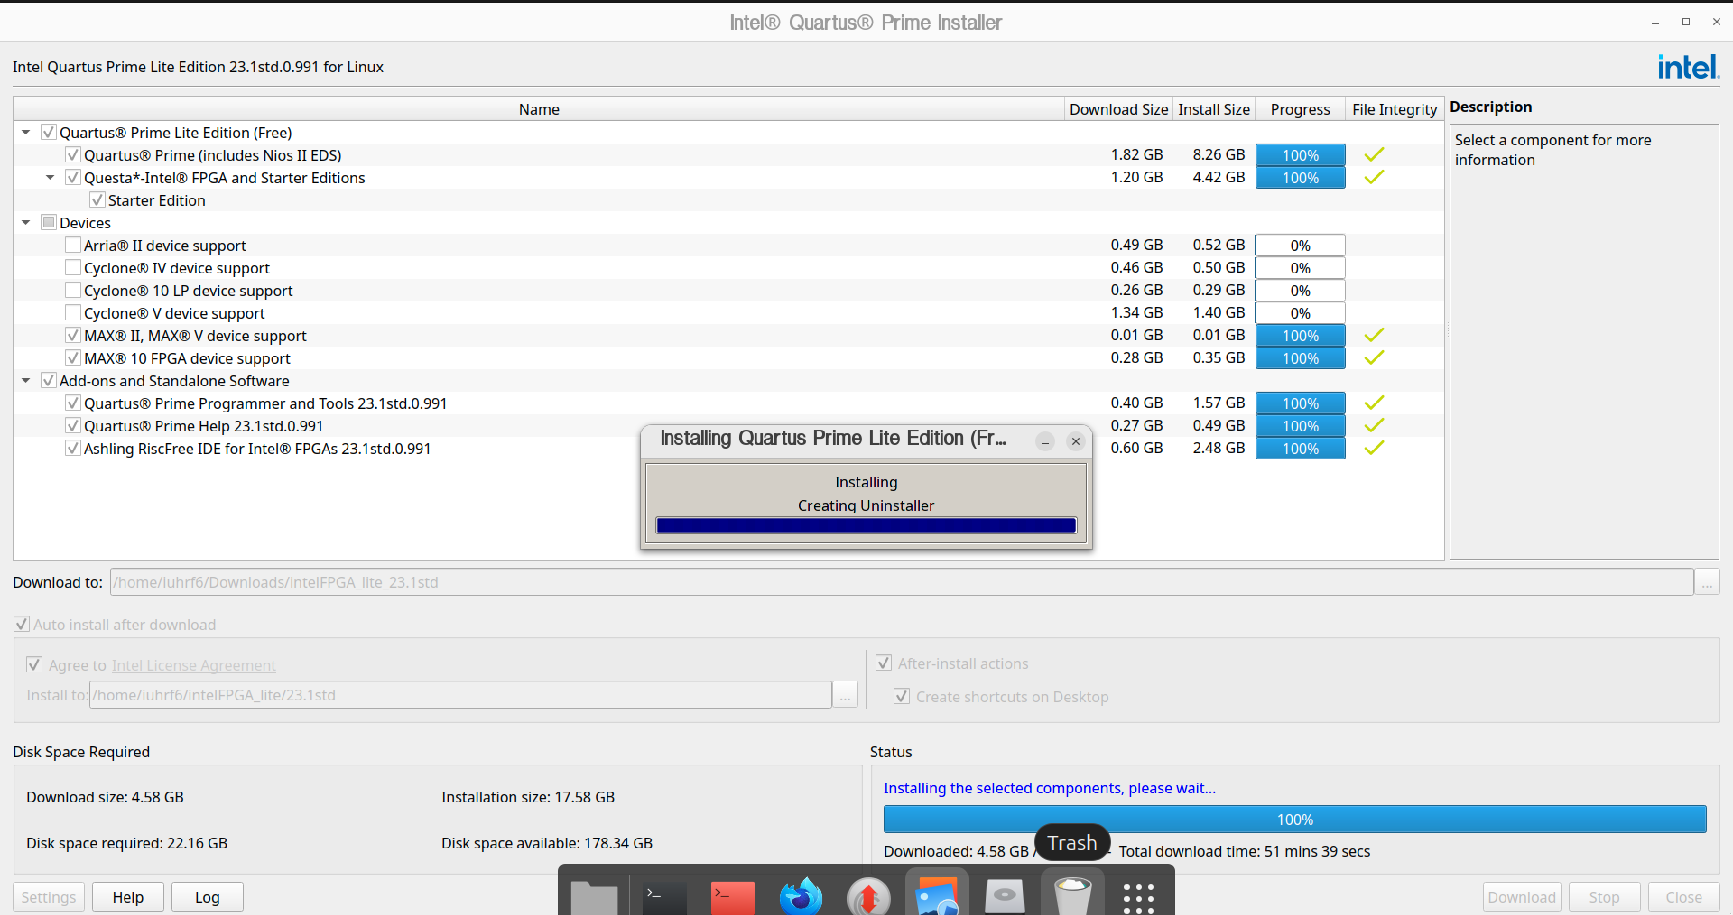 Intel® Quartus® Prime Installer
Intel Quartus Prime Lite Edition 23.1std.0.991 for Linux
intel.
Name Download Size Install Size Progress File Integrity
Quartus® Prime Lite Edition (Free)
Quartus® Prime (includes Nios II EDS) 1.82 GB 8.26 GB 100%
Questa*-Intel® FPGA and Starter Editions 1.20 GB 4.42 GB 100%
Starter Edition
Devices
Arria® II device support 0.49 GB 0.52 GB 0%
Cyclone® IV device support 0.46 GB 0.50 GB 0%
Cyclone® 10 LP device support 0.26 GB 0.29 GB 0%
Cyclone® V device support 1.34 GB 1.40 GB 0%
MAX® II, MAX® V device support 0.01 GB 0.01 GB 100%
MAX® 10 FPGA device support 0.28 GB 0.35 GB 100%
Add-ons and Standalone Software
Quartus® Prime Programmer and Tools 23.1std.0.991 0.40 GB 1.57 GB 100%
Quartus® Prime Help 23.1std.0.991 0.27 GB 0.49 GB 100%
Ashling RiscFree IDE for Intel® FPGAs 23.1std.0.991 0.60 GB 2.48 GB 100%
Description
Select a component for more
information
Installing Quartus Prime Lite Edition (Fr...
Installing
Creating Uninstaller
Download to: /home/luhrf6/Downloads/intelFPGA_lite_23.1std ...
Auto install after download
Agree to Intel License Agreement
Install to: /home/luhrf6/intelFPGA_lite/23.1std ...
After-install actions
Create shortcuts on Desktop
Disk Space Required
Download size: 4.58 GB Installation size: 17.58 GB
Disk space required: 22.16 GB Disk space available: 178.34 GB
Status
Installing the selected components, please wait...
100%
Trash
Downloaded: 4.58 GB / Total download time: 51 mins 39 secs
Settings Help Log Download Stop Close